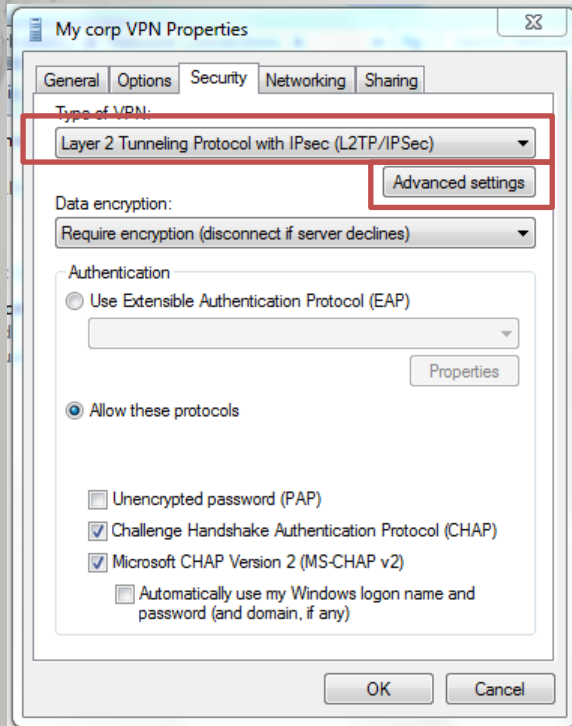 My corp VPN Properties
General
Options
Security
Networking
Sharing
Type of VPN:
Layer 2 Tunneling Protocol with IPsec (L2TP/IPSec)
Advanced settings
Data encryption:
Require encryption (disconnect if server declines)
Authentication
Use Extensible Authentication Protocol (EAP)
Properties
Allow these protocols
Unencrypted password (PAP)
Challenge Handshake Authentication Protocol (CHAP)
Microsoft CHAP Version 2 (MS-CHAP v2)
Automatically use my Windows logon name and
password (and domain, if any)
OK
Cancel